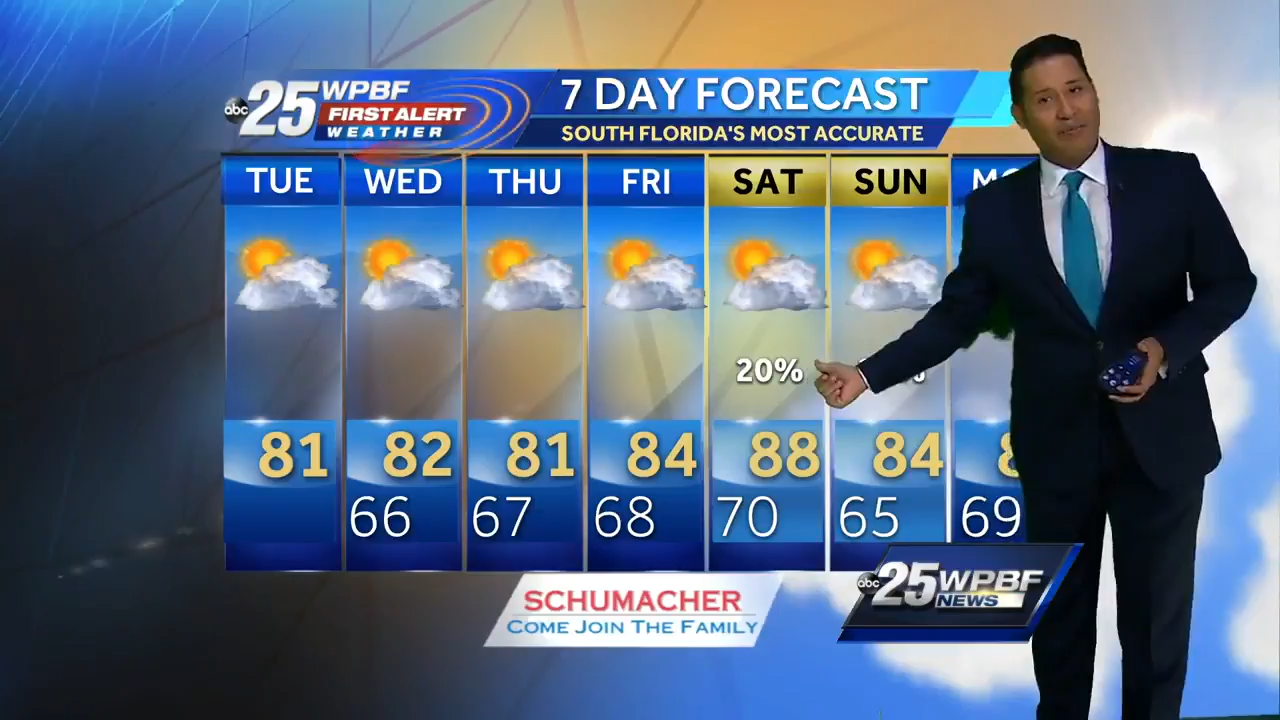 abc 25 WPBF
FIRST ALERT
WEATHER
7 DAY FORECAST
SOUTH FLORIDA'S MOST ACCURATE
TUE WED THU FRI SAT SUN
20%
81 82 81 84 88 84
66 67 68 70 65 69
SCHUMACHER
COME JOIN THE FAMILY
abc 25 WPBF
NEWS